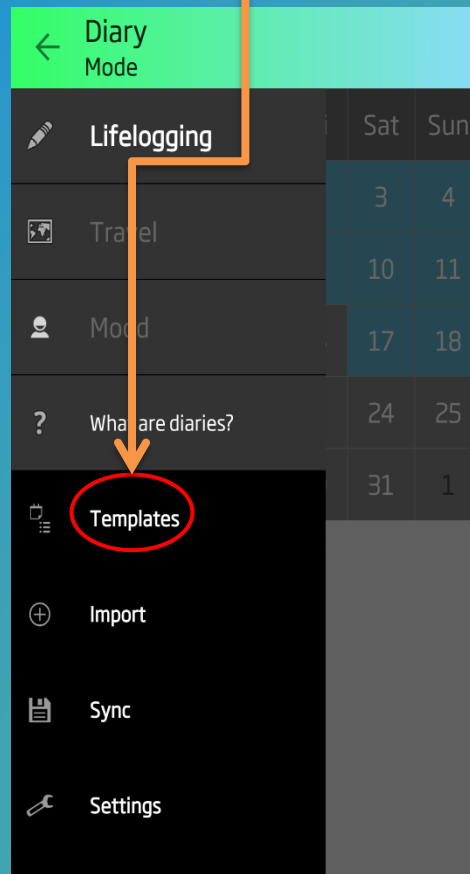 Diary
Mode
Lifelogging
Sat Sun
3 4
Travel
10 11
Mood
17 18
What are diaries?
24 25
Templates
31 1
Import
Sync
Settings